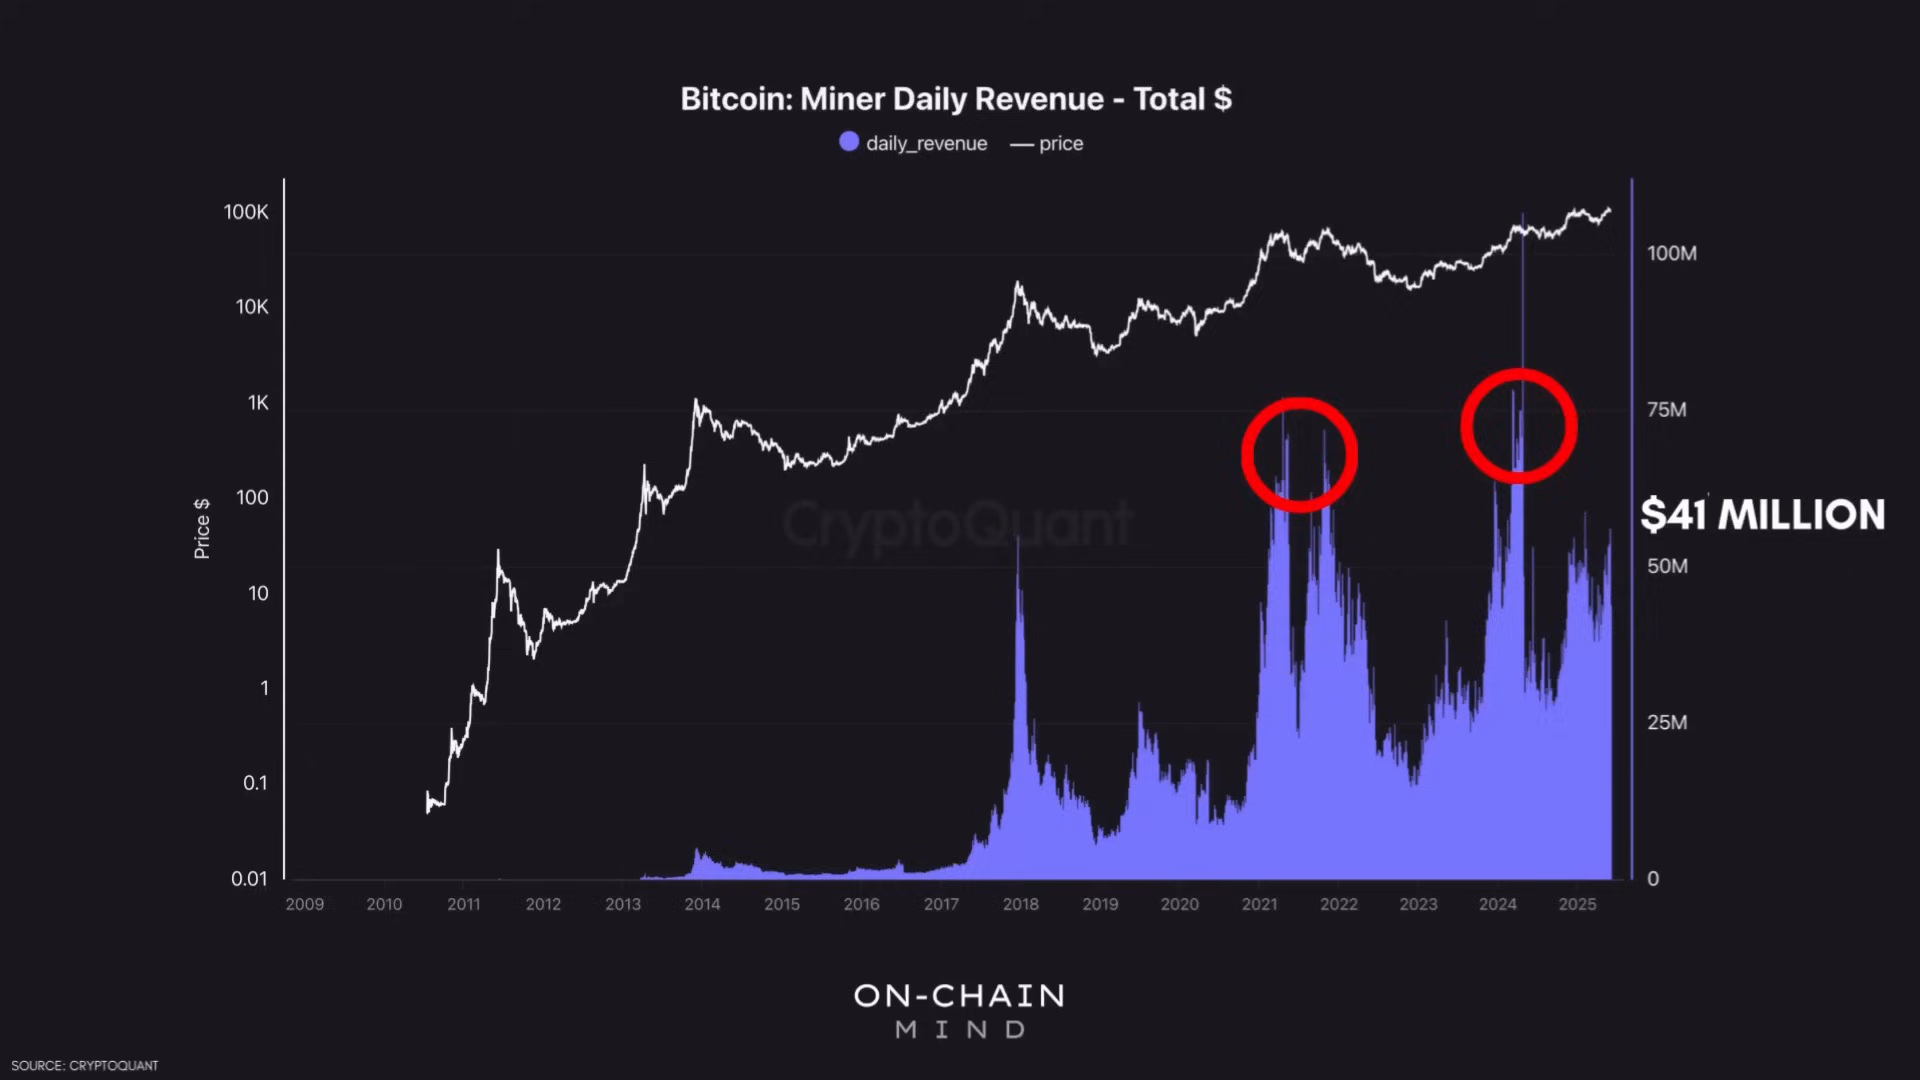 Bitcoin: Miner Daily Revenue - Total $
daily_revenue
price
100K
10K
1K
100
10
1
0.1
0.01
Price $
100M
75M
50M
25M
0
$41 MILLION
CryptoQuant
2009 2010 2011 2012 2013 2014 2015 2016 2017 2018 2019 2020 2021 2022 2023 2024 2025
ON-CHAIN
MIND
SOURCE: CRYPTOQUANT